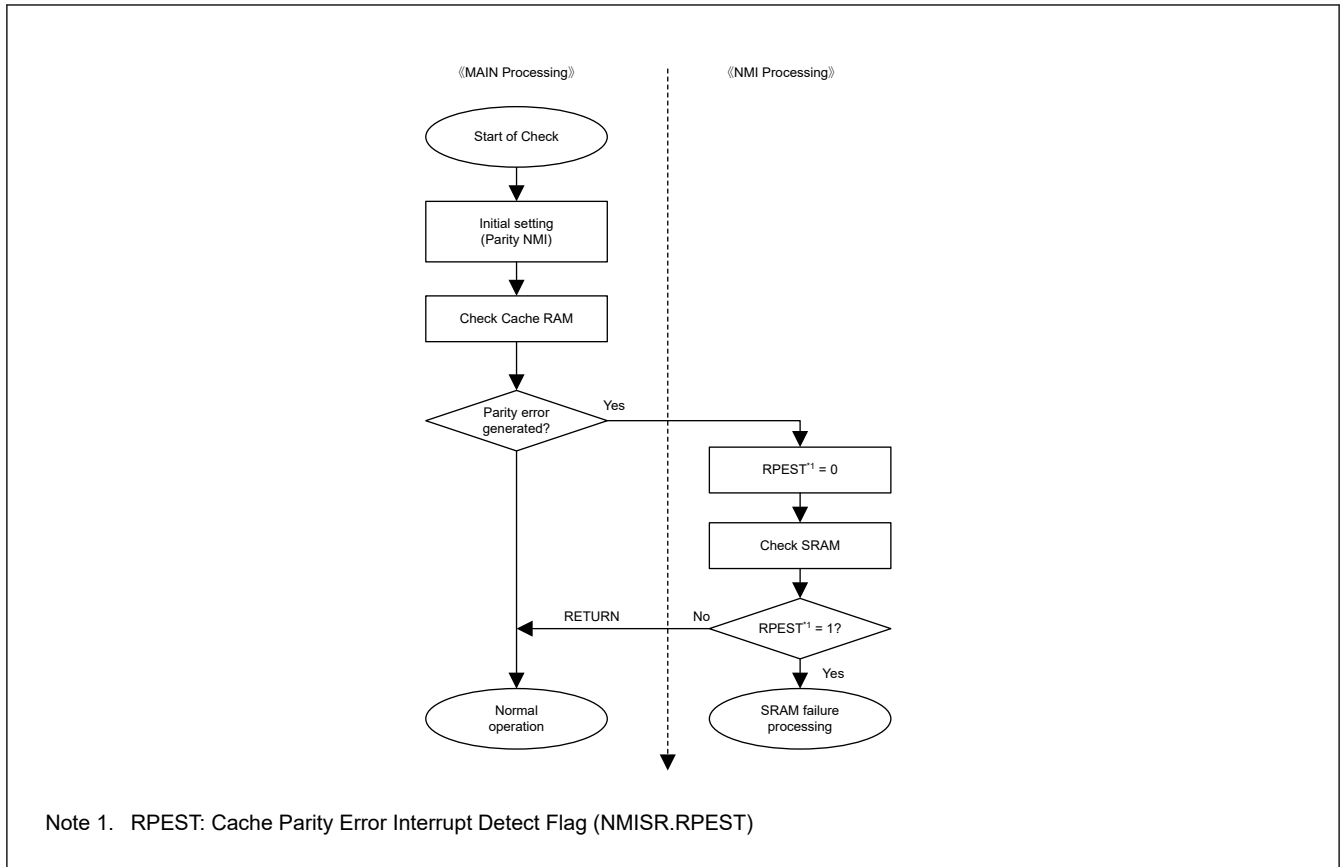 《MAIN Processing》
《NMI Processing》
Start of Check
Initial setting
(Parity NMI)
Check Cache RAM
Parity error
generated?
Yes
RPEST*1 = 0
Check SRAM
RPEST*1 = 1?
No
RETURN
Yes
Normal
operation
SRAM failure
processing
Note 1. RPEST: Cache Parity Error Interrupt Detect Flag (NMISR.RPEST)